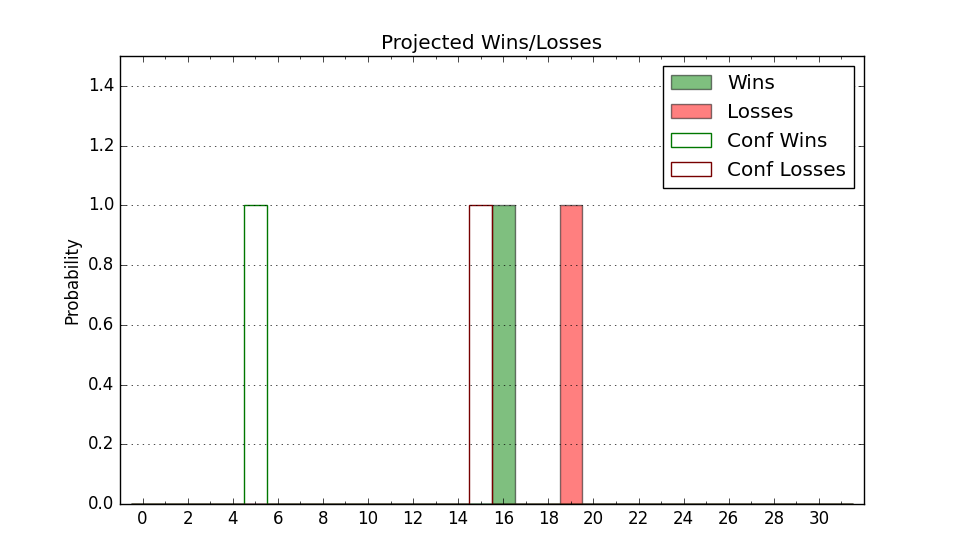 Projected Wins/Losses
1.4
1.2
1.0
0.8
0.6
0.4
0.2
0.0
Probability
Wins
Losses
Conf Wins
Conf Losses
0 2 4 6 8 10 12 14 16 18 20 22 24 26 28 30